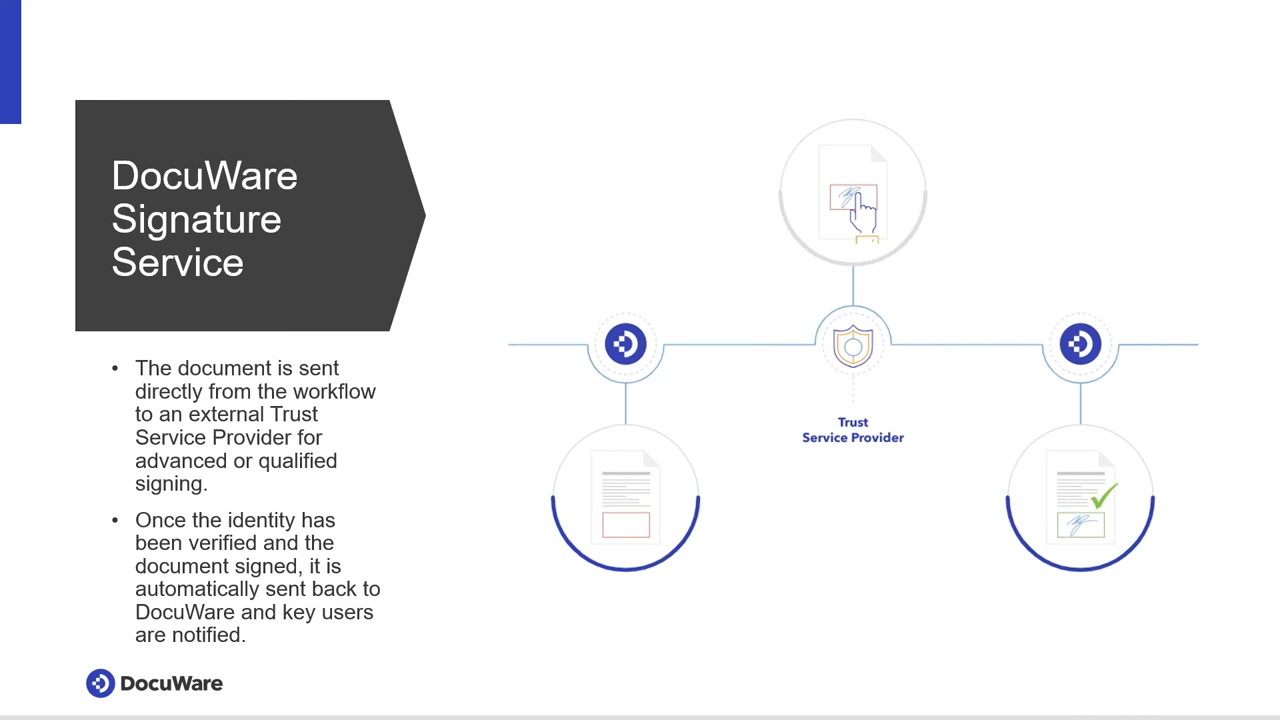 DocuWare
Signature
Service
• The document is sent
directly from the workflow
to an external Trust
Service Provider for
advanced or qualified
signing.
• Once the identity has
been verified and the
document signed, it is
automatically sent back to
DocuWare and key users
are notified.
Trust
Service Provider
DocuWare